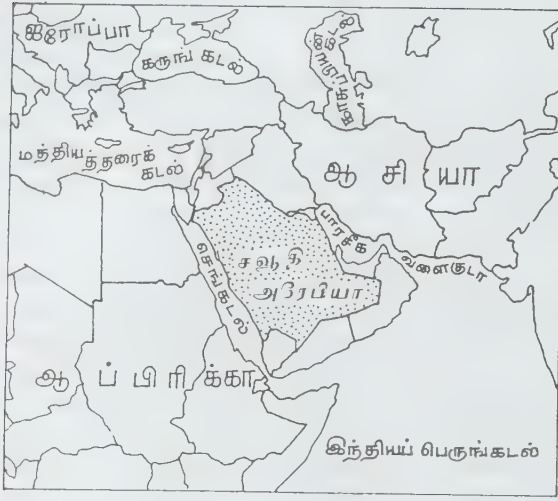 ஐரோப்பா
கருங் கடல்
காஸ்பியன் கடல்
மத்திய
த்தரைக்
கடல்
ஆ சி யா
பாரசீக
வளைகுடா
சவூதி
அரேபியா
செங்கடல்
ஆ ப் பி ரி க்கா
இந்தியப் பெருங்கடல்